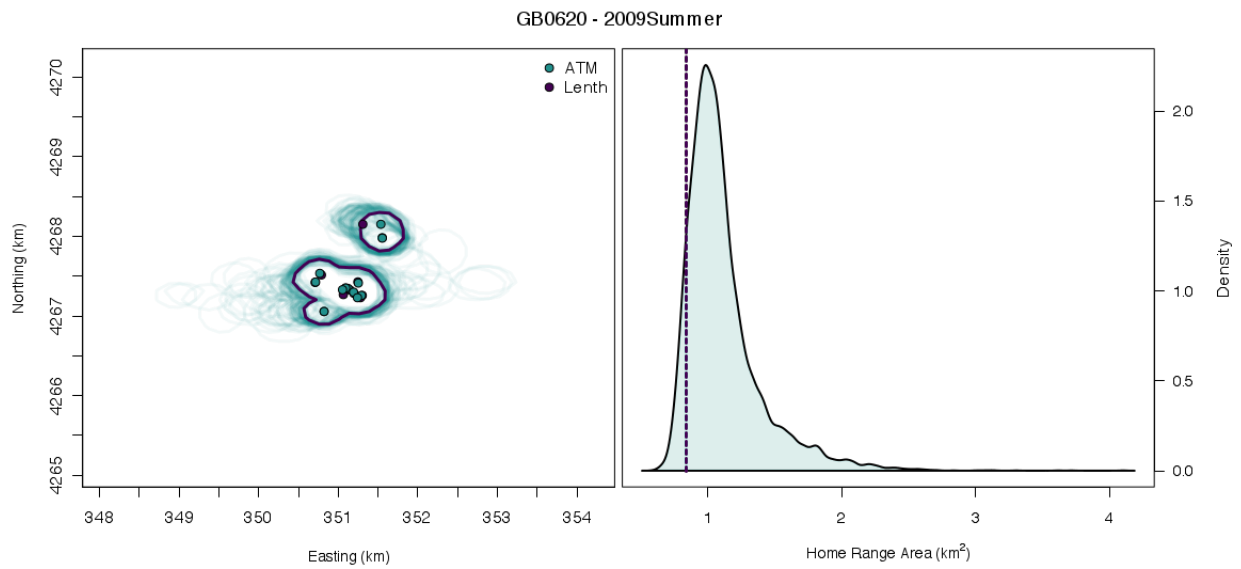 GB0620 - 2009Summer
ATM
Lenth
Northing (km)
4270
4269
4268
4267
4266
4265
348 349 350 351 352 353 354
Easting (km)
2.0
1.5
1.0
0.5
0.0
Density
1 2 3 4
Home Range Area (km²)